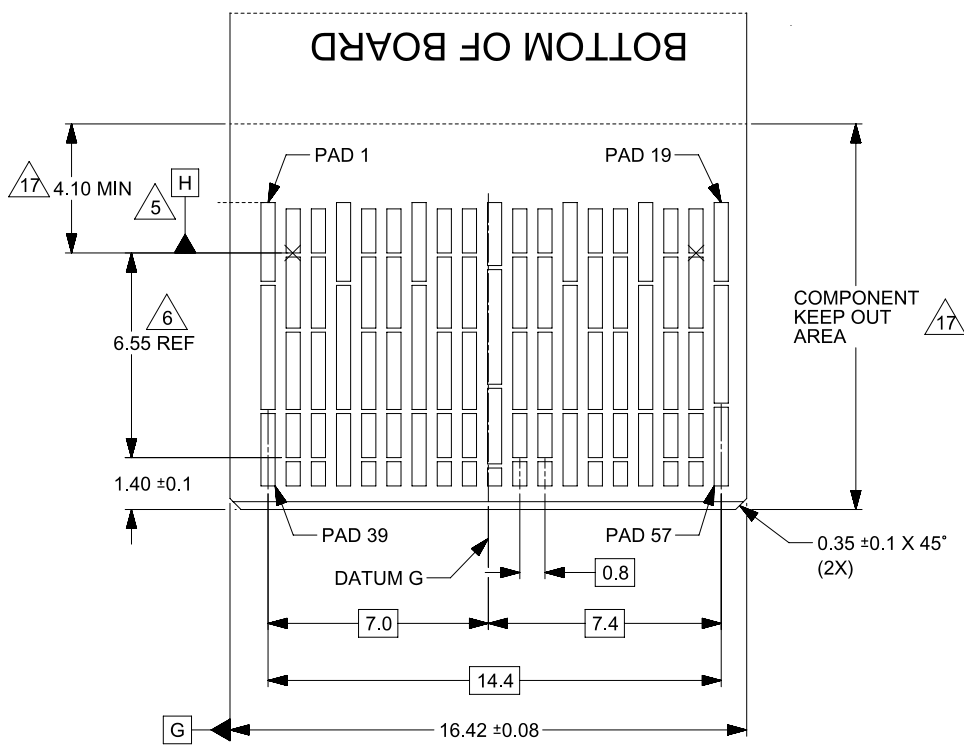 BOTTOM OF BOARD
PAD 1
PAD 19
17
4.10 MIN
5
H
6
6.55 REF
COMPONENT
KEEP OUT
AREA
17
1.40 ±0.1
PAD 39
PAD 57
0.35 ±0.1 X 45°
(2X)
DATUM G
0.8
7.0
7.4
14.4
G
16.42 ±0.08